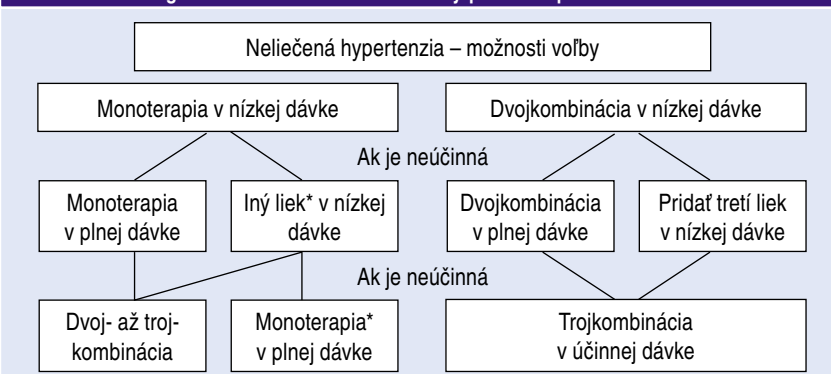 Neliečená hypertenzia – možnosti voľby
Monoterapia v nízkej dávke
Dvojkombinácia v nízkej dávke
Ak je neúčinná
Monoterapia
v plnej dávke
Iný liek* v nízkej
dávke
Dvojkombinácia
v plnej dávke
Pridať tretí liek
v nízkej dávke
Ak je neúčinná
Dvoj- až troj-
kombinácia
Monoterapia*
v plnej dávke
Trojkombinácia
v účinnej dávke